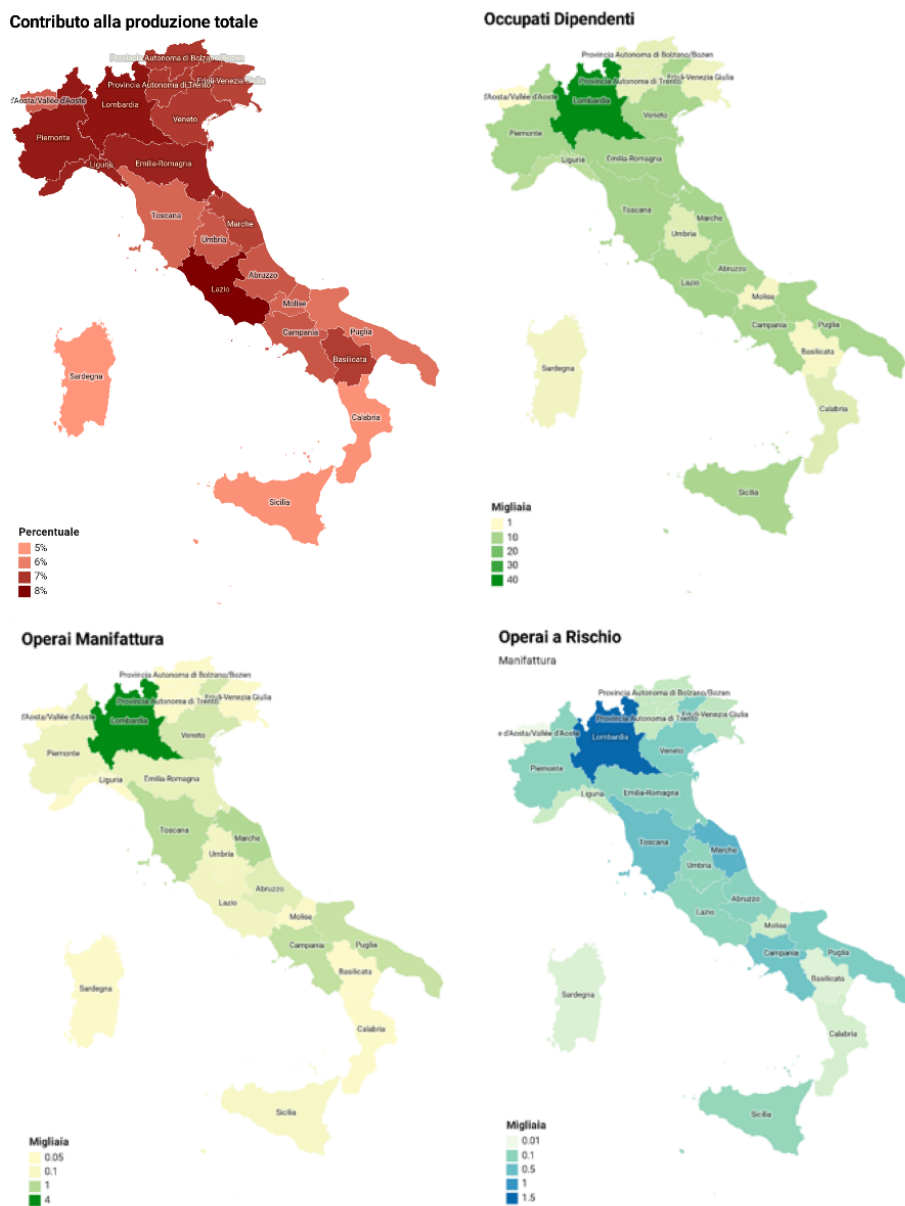 Contributo alla produzione totale
Provincia Autonoma di Bolzano/Bozen
Friuli-Venezia Giulia
Provincia Autonoma di Trento
d'Aosta/Vallée d'Aoste
Lombardia
Veneto
Piemonte
Liguria
Emilia-Romagna
Toscana
Marche
Umbria
Abruzzo
Lazio
Molise
Campania
Puglia
Basilicata
Sardegna
Calabria
Sicilia
Percentuale
5%
6%
7%
8%
Occupati Dipendenti
Provincia Autonoma di Bolzano/Bozen
Friuli-Venezia Giulia
Provincia Autonoma di Trento
d'Aosta/Vallée d'Aoste
Lombardia
Veneto
Piemonte
Liguria
Emilia-Romagna
Toscana
Marche
Umbria
Abruzzo
Lazio
Molise
Campania
Puglia
Basilicata
Sardegna
Calabria
Sicilia
Migliaia
1
10
20
30
40
Operai Manifattura
Provincia Autonoma di Bolzano/Bozen
Friuli-Venezia Giulia
Provincia Autonoma di Trento
d'Aosta/Vallée d'Aoste
Lombardia
Veneto
Piemonte
Liguria
Emilia-Romagna
Toscana
Marche
Umbria
Abruzzo
Lazio
Molise
Campania
Puglia
Basilicata
Sardegna
Calabria
Sicilia
Migliaia
0.05
0.1
1
4
Operai a Rischio
Manifattura
Provincia Autonoma di Bolzano/Bozen
Friuli-Venezia Giulia
Provincia Autonoma di Trento
e d'Aosta/Vallée d'Aoste
Lombardia
Veneto
Piemonte
Liguria
Emilia-Romagna
Toscana
Marche
Umbria
Abruzzo
Lazio
Molise
Campania
Puglia
Basilicata
Sardegna
Calabria
Sicilia
Migliaia
0.01
0.1
0.5
1
1.5